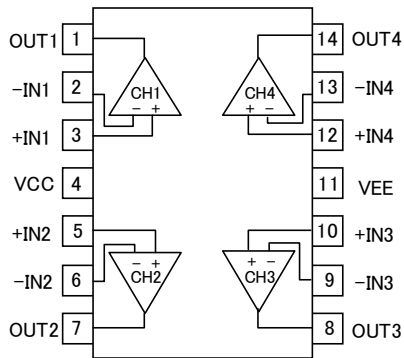 OUT1 1 14 OUT4
−IN1 2 13 −IN4
CH1 CH4
− + + −
+IN1 3 12 +IN4
VCC 4 11 VEE
+IN2 5 10 +IN3
− + + −
CH2 CH3
−IN2 6 9 −IN3
OUT2 7 8 OUT3